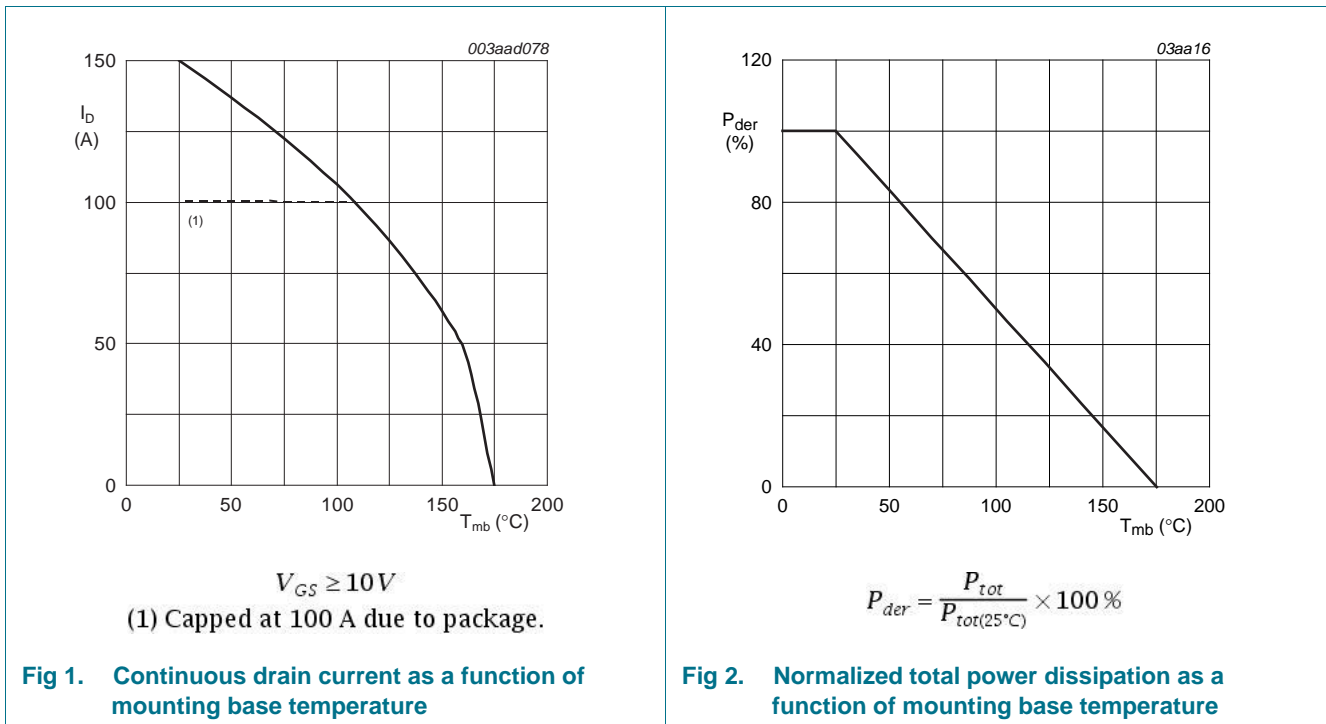 003aad078
150
I_D
(A)
100
(1)
50
0
0
50
100
150
200
T_mb (°C)
V_GS ≥ 10 V
(1) Capped at 100 A due to package.
Fig 1. Continuous drain current as a function of
mounting base temperature
03aa16
120
P_der
(%)
80
40
0
0
50
100
150
200
T_mb (°C)
P_der = P_tot / P_tot(25°C) × 100 %
Fig 2. Normalized total power dissipation as a
function of mounting base temperature